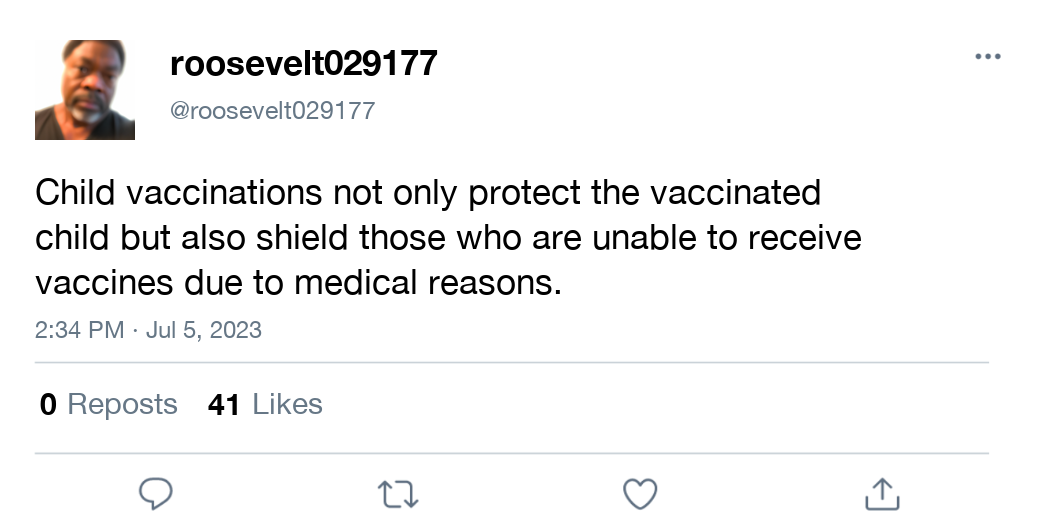 roosevelt029177
@roosevelt029177
Child vaccinations not only protect the vaccinated
child but also shield those who are unable to receive
vaccines due to medical reasons.
2:34 PM · Jul 5, 2023
0 Reposts 41 Likes